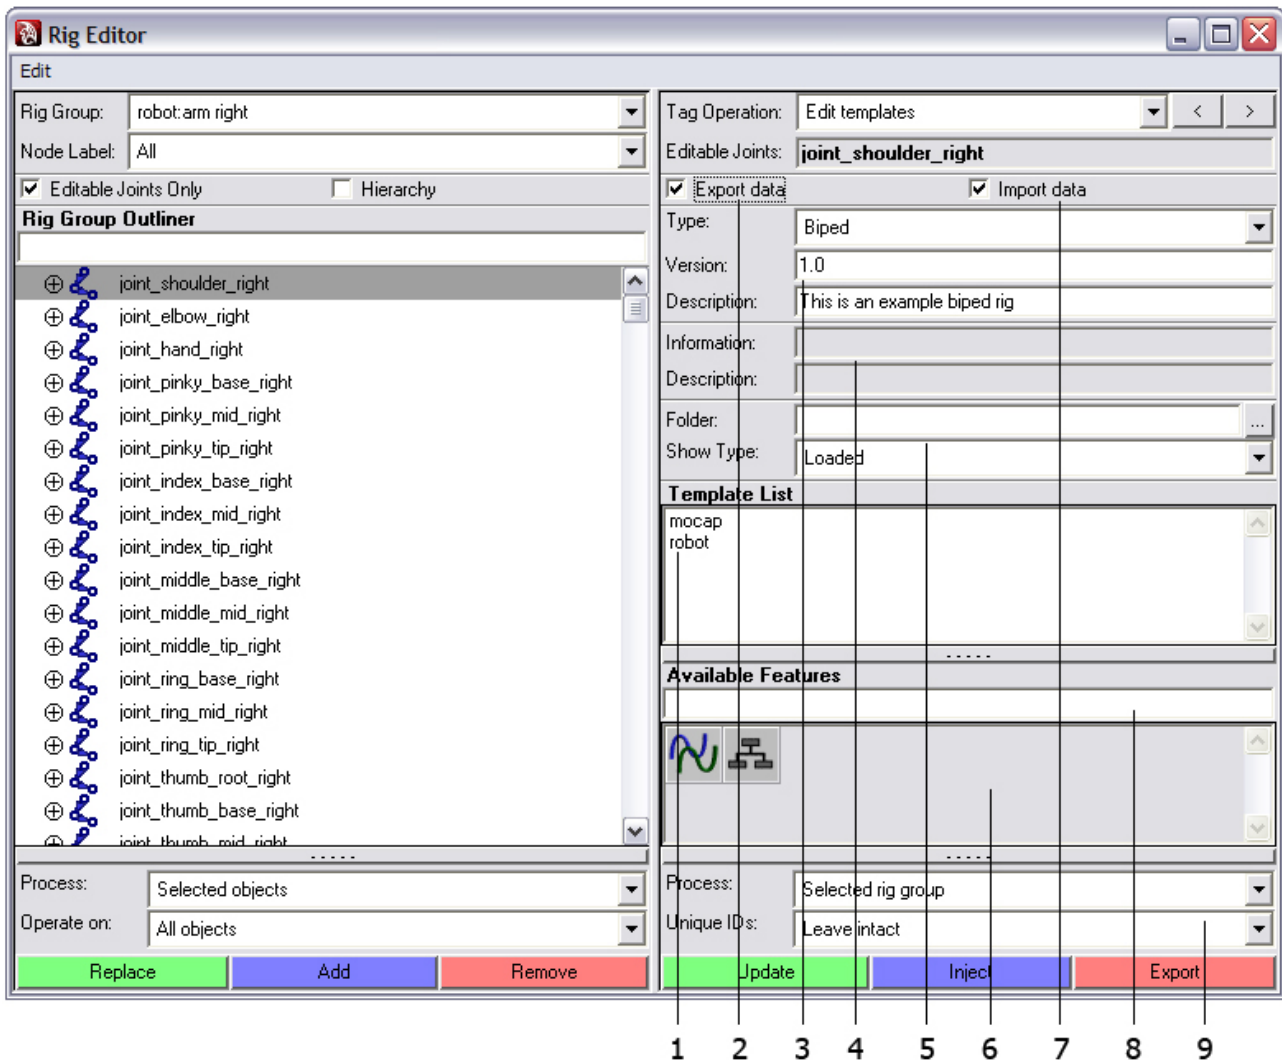 Rig Editor
Edit
Rig Group: robot:arm right
Node Label: All
Editable Joints Only Hierarchy
Rig Group Outliner
joint_shoulder_right
joint_elbow_right
joint_hand_right
joint_pinky_base_right
joint_pinky_mid_right
joint_pinky_tip_right
joint_index_base_right
joint_index_mid_right
joint_index_tip_right
joint_middle_base_right
joint_middle_mid_right
joint_middle_tip_right
joint_ring_base_right
joint_ring_mid_right
joint_ring_tip_right
joint_thumb_root_right
joint_thumb_base_right
joint_thumb_mid_right
Process: Selected objects
Operate on: All objects
Replace Add Remove
Tag Operation: Edit templates < >
Editable Joints: joint_shoulder_right
Export data Import data
Type: Biped
Version: 1.0
Description: This is an example biped rig
Information:
Description:
Folder: ...
Show Type: Loaded
Template List
mocap
robot
Available Features
Process: Selected rig group
Unique IDs: Leave intact
Update Inject Export
1 2 3 4 5 6 7 8 9